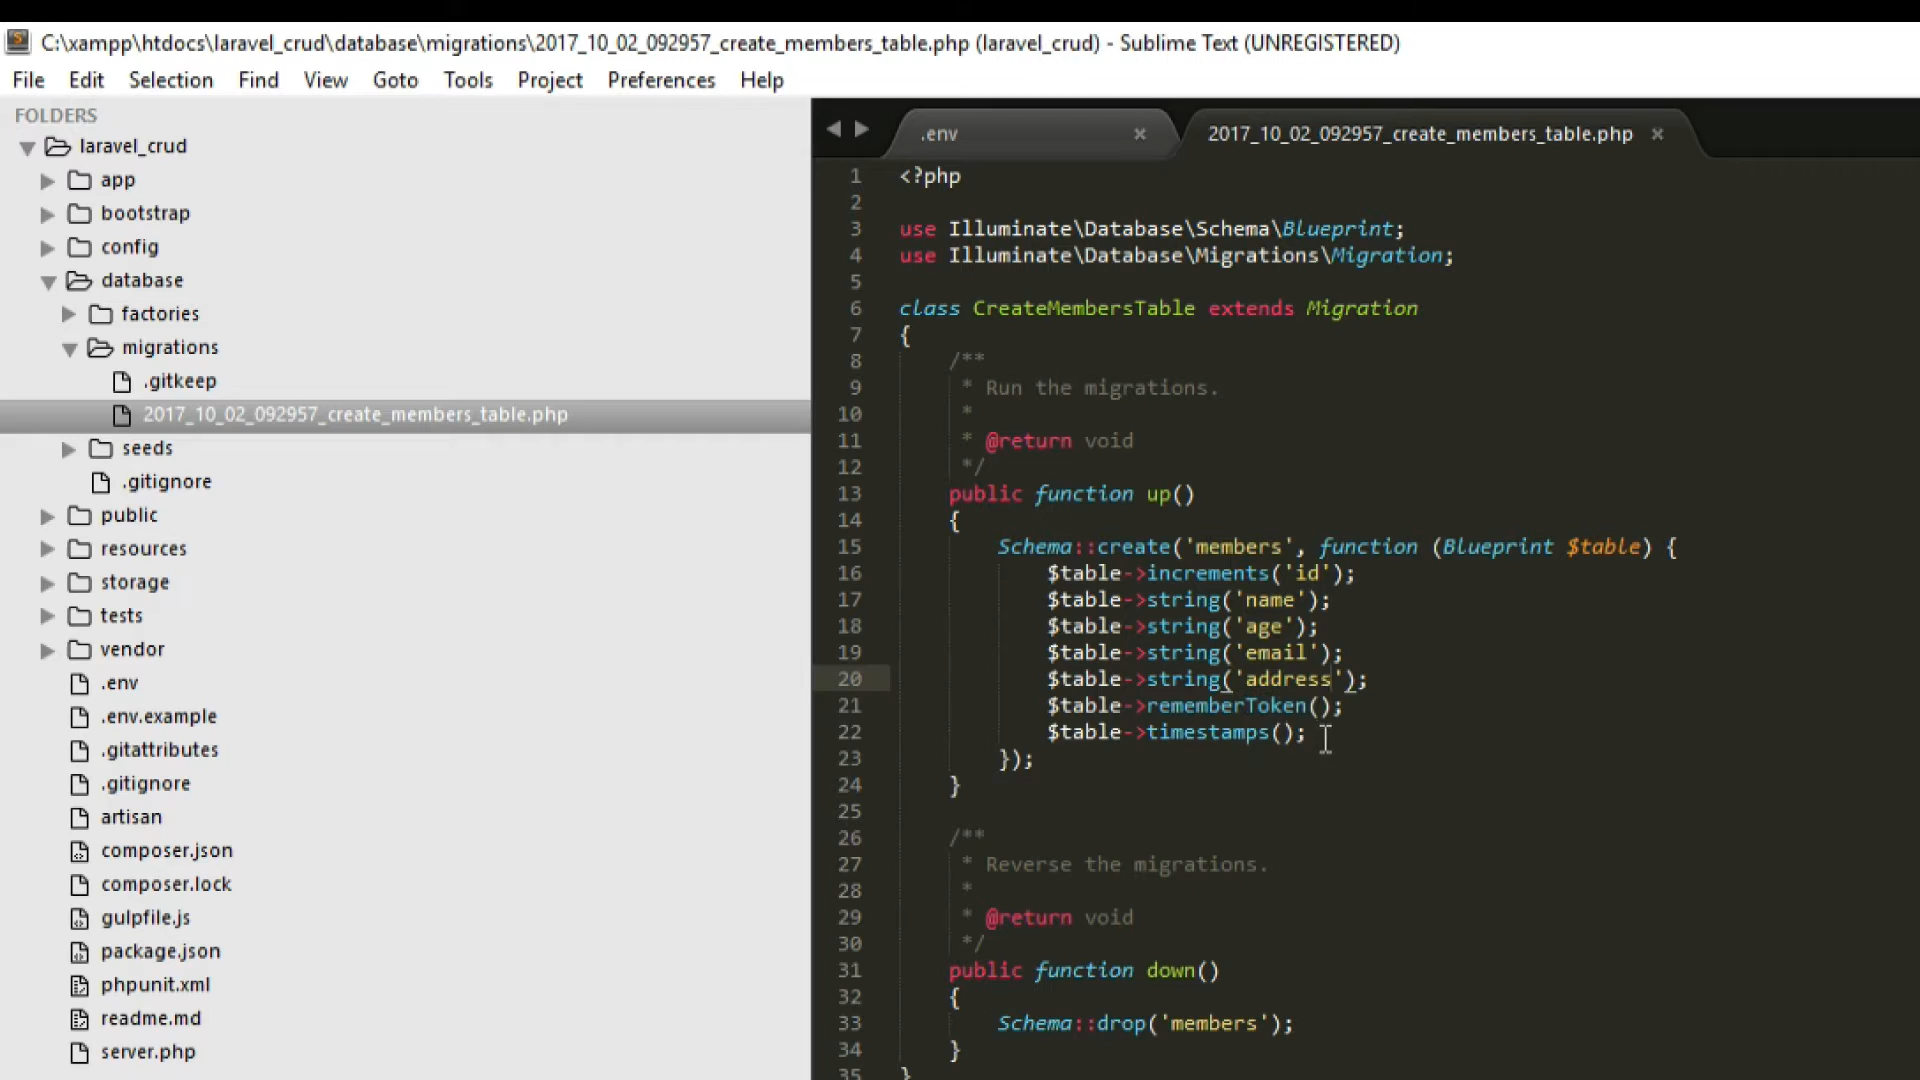 C:\xampp\htdocs\laravel_crud\database\migrations\2017_10_02_092957_create_members_table.php (laravel_crud) - Sublime Text (UNREGISTERED)
File Edit Selection Find View Goto Tools Project Preferences Help
FOLDERS
laravel_crud
app
bootstrap
config
database
factories
migrations
.gitkeep
2017_10_02_092957_create_members_table.php
seeds
.gitignore
public
resources
storage
tests
vendor
.env
.env.example
.gitattributes
.gitignore
artisan
composer.json
composer.lock
gulpfile.js
package.json
phpunit.xml
readme.md
server.php
.env × 2017_10_02_092957_create_members_table.php ×
1 <?php
2
3 use Illuminate\Database\Schema\Blueprint;
4 use Illuminate\Database\Migrations\Migration;
5
6 class CreateMembersTable extends Migration
7 {
8 /**
9 * Run the migrations.
10 *
11 * @return void
12 */
13 public function up()
14 {
15 Schema::create('members', function (Blueprint $table) {
16 $table->increments('id');
17 $table->string('name');
18 $table->string('age');
19 $table->string('email');
20 $table->string('address');
21 $table->rememberToken();
22 $table->timestamps();
23 });
24 }
25
26 /**
27 * Reverse the migrations.
28 *
29 * @return void
30 */
31 public function down()
32 {
33 Schema::drop('members');
34 }
35 }